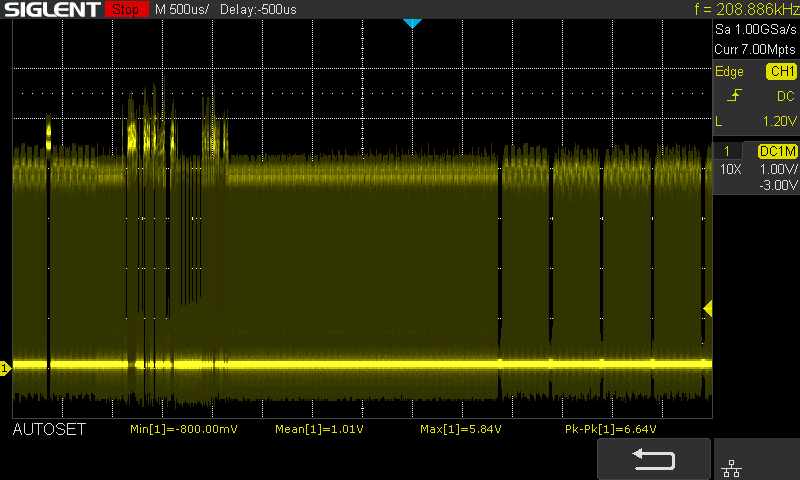 SIGLENT Stop M 500us/ Delay:-500us f = 208.886kHz
Sa 1.00GSa/s
Curr 7.00Mpts
Edge CH1
DC
L 1.20V
1 DC1M
10X 1.00V/
-3.00V
1
AUTOSET Min[1]=-800.00mV Mean[1]=1.01V Max[1]=5.84V Pk-Pk[1]=6.64V